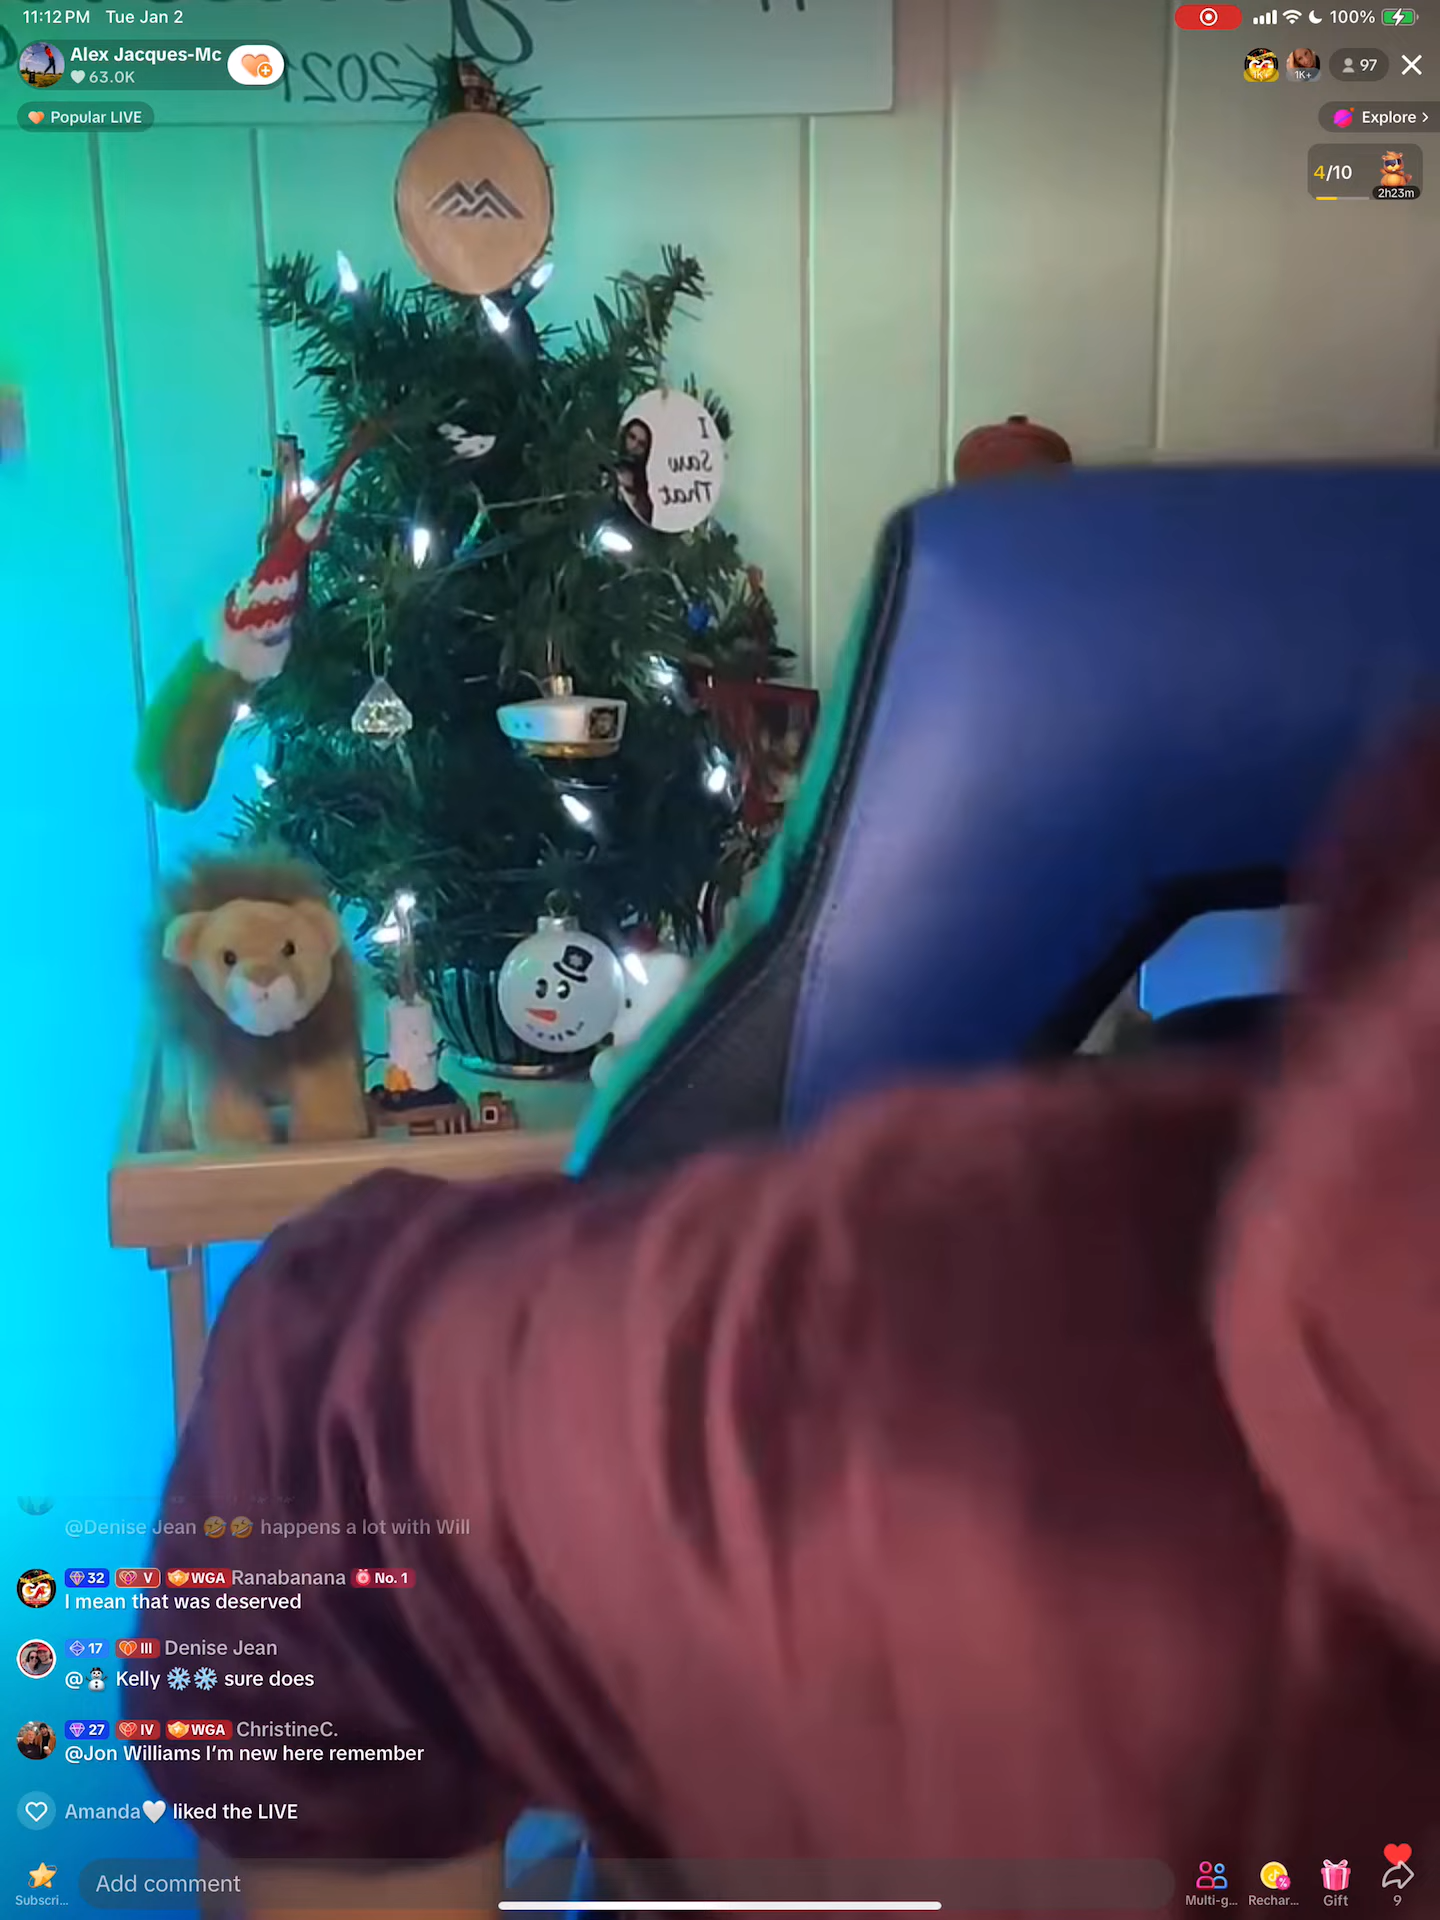 11:12 PM Tue Jan 2
100%
Alex Jacques-Mc
63.0K
1K+
1K+
97
2021
Popular LIVE
Explore >
4/10
2h23m
I
Saw
That
@Denise Jean 🤣🤣 happens a lot with Will
32 V WGA Ranabanana No. 1
I mean that was deserved
17 III Denise Jean
@⛄ Kelly ❄❄ sure does
27 IV WGA ChristineC.
@Jon Williams I'm new here remember
Amanda🤍 liked the LIVE
Subscri...
Add comment
Multi-g...
Rechar...
Gift
9